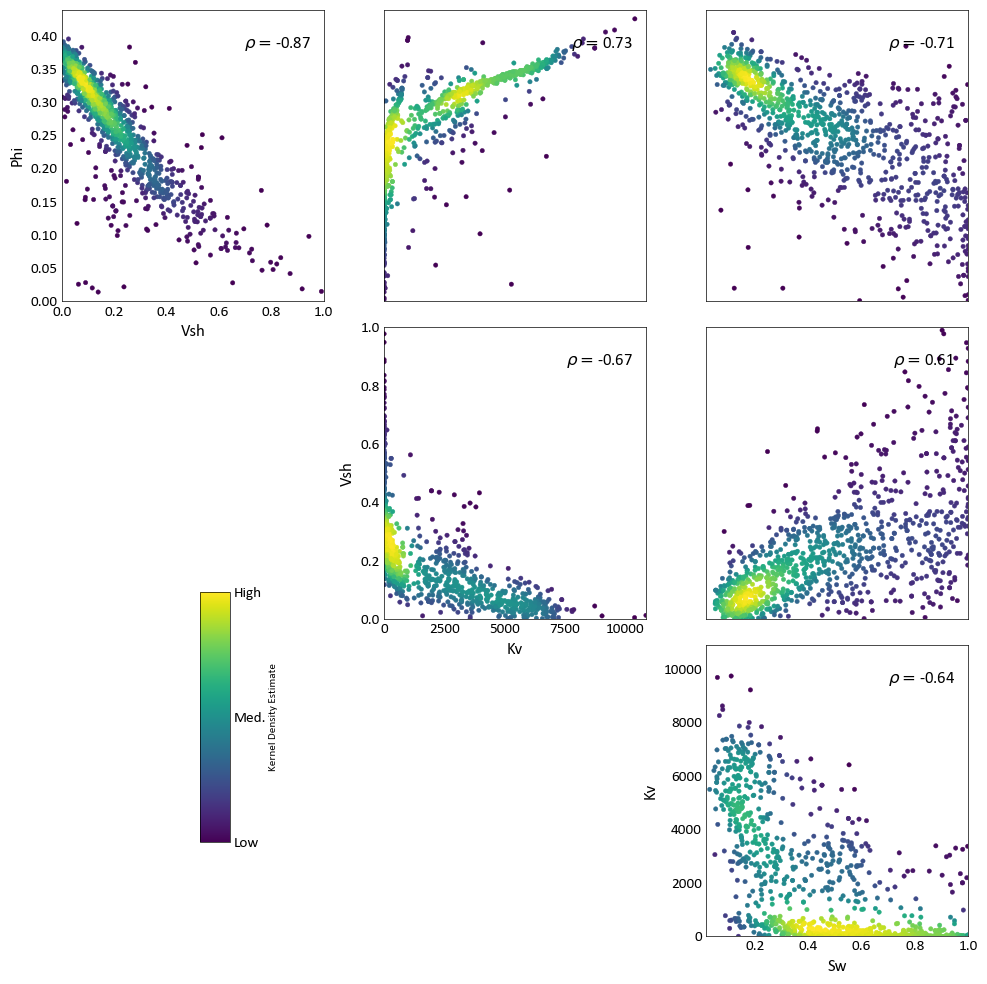 0.40
0.35
0.30
0.25
0.20
0.15
0.10
0.05
0.00
Phi
ρ = -0.87
0.0 0.2 0.4 0.6 0.8 1.0
Vsh
ρ = 0.73
ρ = -0.71
1.0
0.8
0.6
0.4
0.2
0.0
Vsh
ρ = -0.67
0 2500 5000 7500 10000
Kv
ρ = 0.61
High
Med.
Low
Kernel Density Estimate
10000
8000
6000
4000
2000
0
Kv
ρ = -0.64
0.2 0.4 0.6 0.8 1.0
Sw